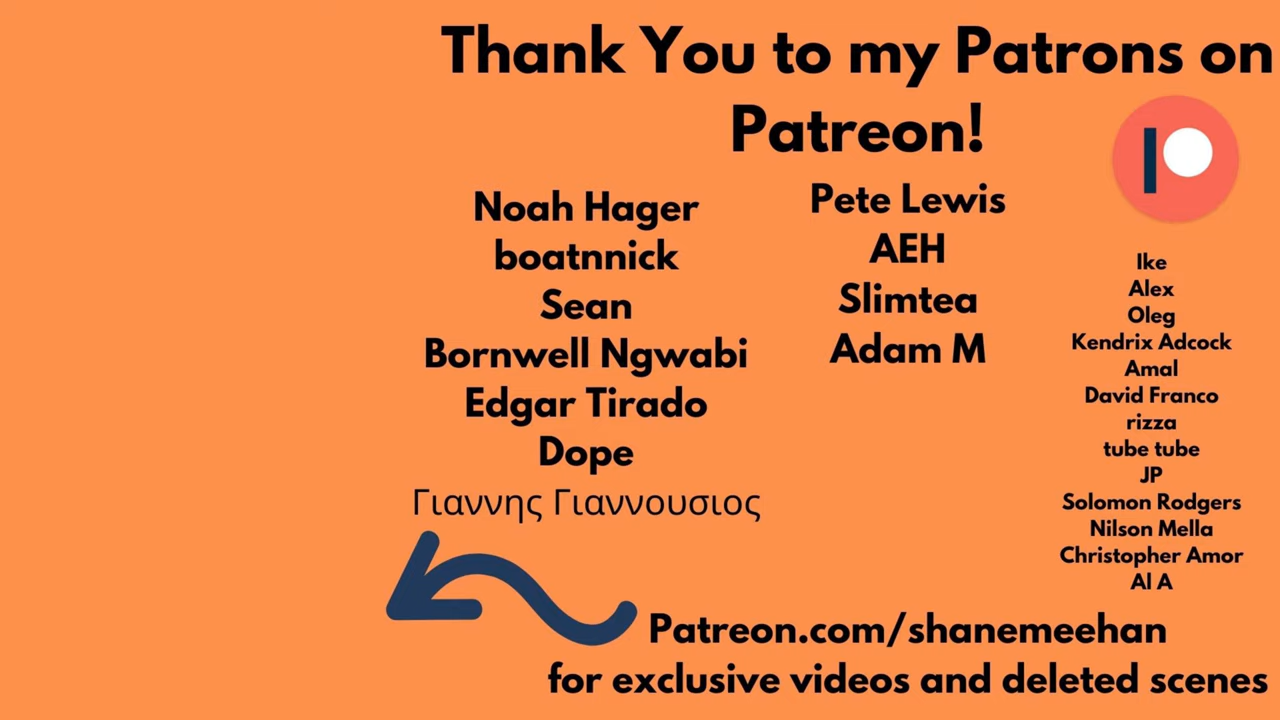 Thank You to my Patrons on
Patreon!
Noah Hager
boatnnick
Sean
Bornwell Ngwabi
Edgar Tirado
Dope
Γιαννης Γιαννουσιος
Pete Lewis
AEH
Slimtea
Adam M
Ike
Alex
Oleg
Kendrix Adcock
Amal
David Franco
rizza
tube tube
JP
Solomon Rodgers
Nilson Mella
Christopher Amor
Al A
Patreon.com/shanemeehan
for exclusive videos and deleted scenes